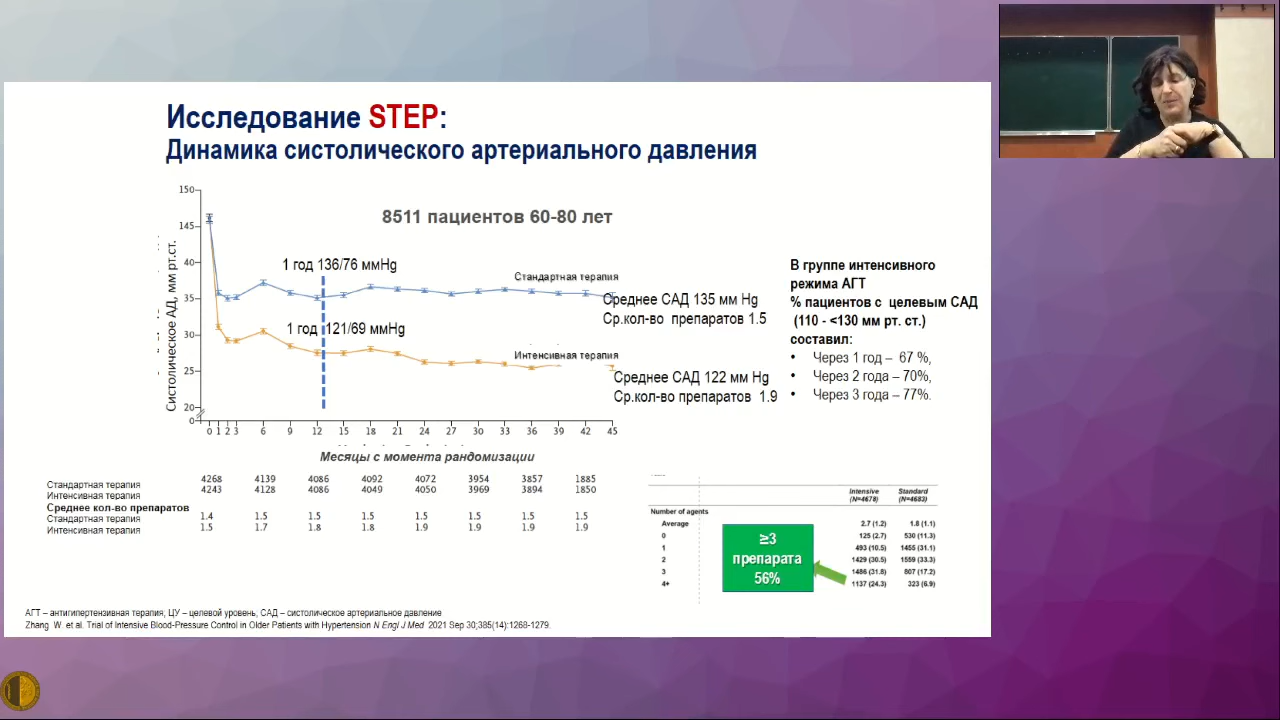 Исследование STEP:
Динамика систолического артериального давления
8511 пациентов 60-80 лет
Систолическое АД, мм рт.ст.
150
145
40
35
30
25
20
0
1 год 136/76 ммHg
1 год 121/69 ммHg
Стандартная терапия
Среднее САД 135 мм Hg
Ср.кол-во препаратов 1.5
Интенсивная терапия
Среднее САД 122 мм Hg
Ср.кол-во препаратов 1.9
0 1 2 3 6 9 12 15 18 21 24 27 30 33 36 39 42 45
Месяцы с момента рандомизации
Стандартная терапия 4268 4139 4086 4092 4072 3954 3857 1885
Интенсивная терапия 4243 4128 4086 4049 4050 3969 3894 1850
Среднее кол-во препаратов
Стандартная терапия 1.4 1.5 1.5 1.5 1.5 1.5 1.5 1.5
Интенсивная терапия 1.5 1.7 1.8 1.8 1.9 1.9 1.9 1.9
В группе интенсивного
режима АГТ
% пациентов с целевым САД
(110 - <130 мм рт. ст.)
составил:
• Через 1 год – 67 %,
• Через 2 года – 70%,
• Через 3 года – 77%.
Intensive Standard
(N=4678) (N=4683)
Number of agents
Average 2.7 (1.2) 1.8 (1.1)
0 125 (2.7) 530 (11.3)
1 493 (10.5) 1455 (31.1)
2 1429 (30.5) 1559 (33.3)
3 1486 (31.8) 807 (17.2)
4+ 1137 (24.3) 323 (6.9)
≥3
препарата
56%
АГТ – антигипертензивная терапия; ЦУ – целевой уровень, САД – систолическое артериальное давление
Zhang W. et al. Trial of Intensive Blood-Pressure Control in Older Patients with Hypertension N Engl J Med 2021 Sep 30;385(14):1268-1279.